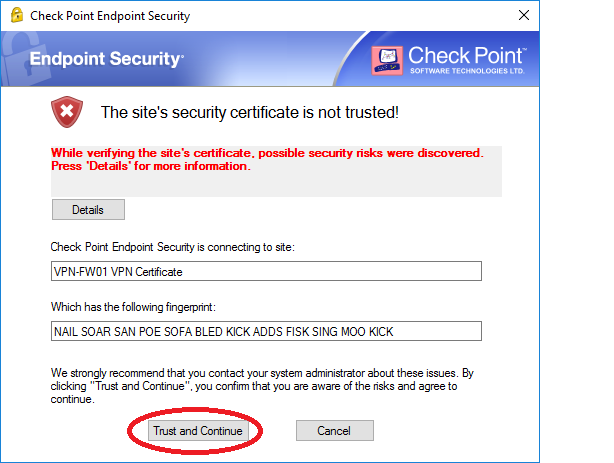 Check Point Endpoint Security
Endpoint Security
Check Point™
SOFTWARE TECHNOLOGIES LTD.
The site's security certificate is not trusted!
While verifying the site's certificate, possible security risks were discovered.
Press 'Details' for more information.
Details
Check Point Endpoint Security is connecting to site:
VPN-FW01 VPN Certificate
Which has the following fingerprint:
NAIL SOAR SAN POE SOFA BLED KICK ADDS FISK SING MOO KICK
We strongly recommend that you contact your system administrator about these issues. By
clicking "Trust and Continue", you confirm that you are aware of the risks and agree to
continue.
Trust and Continue
Cancel